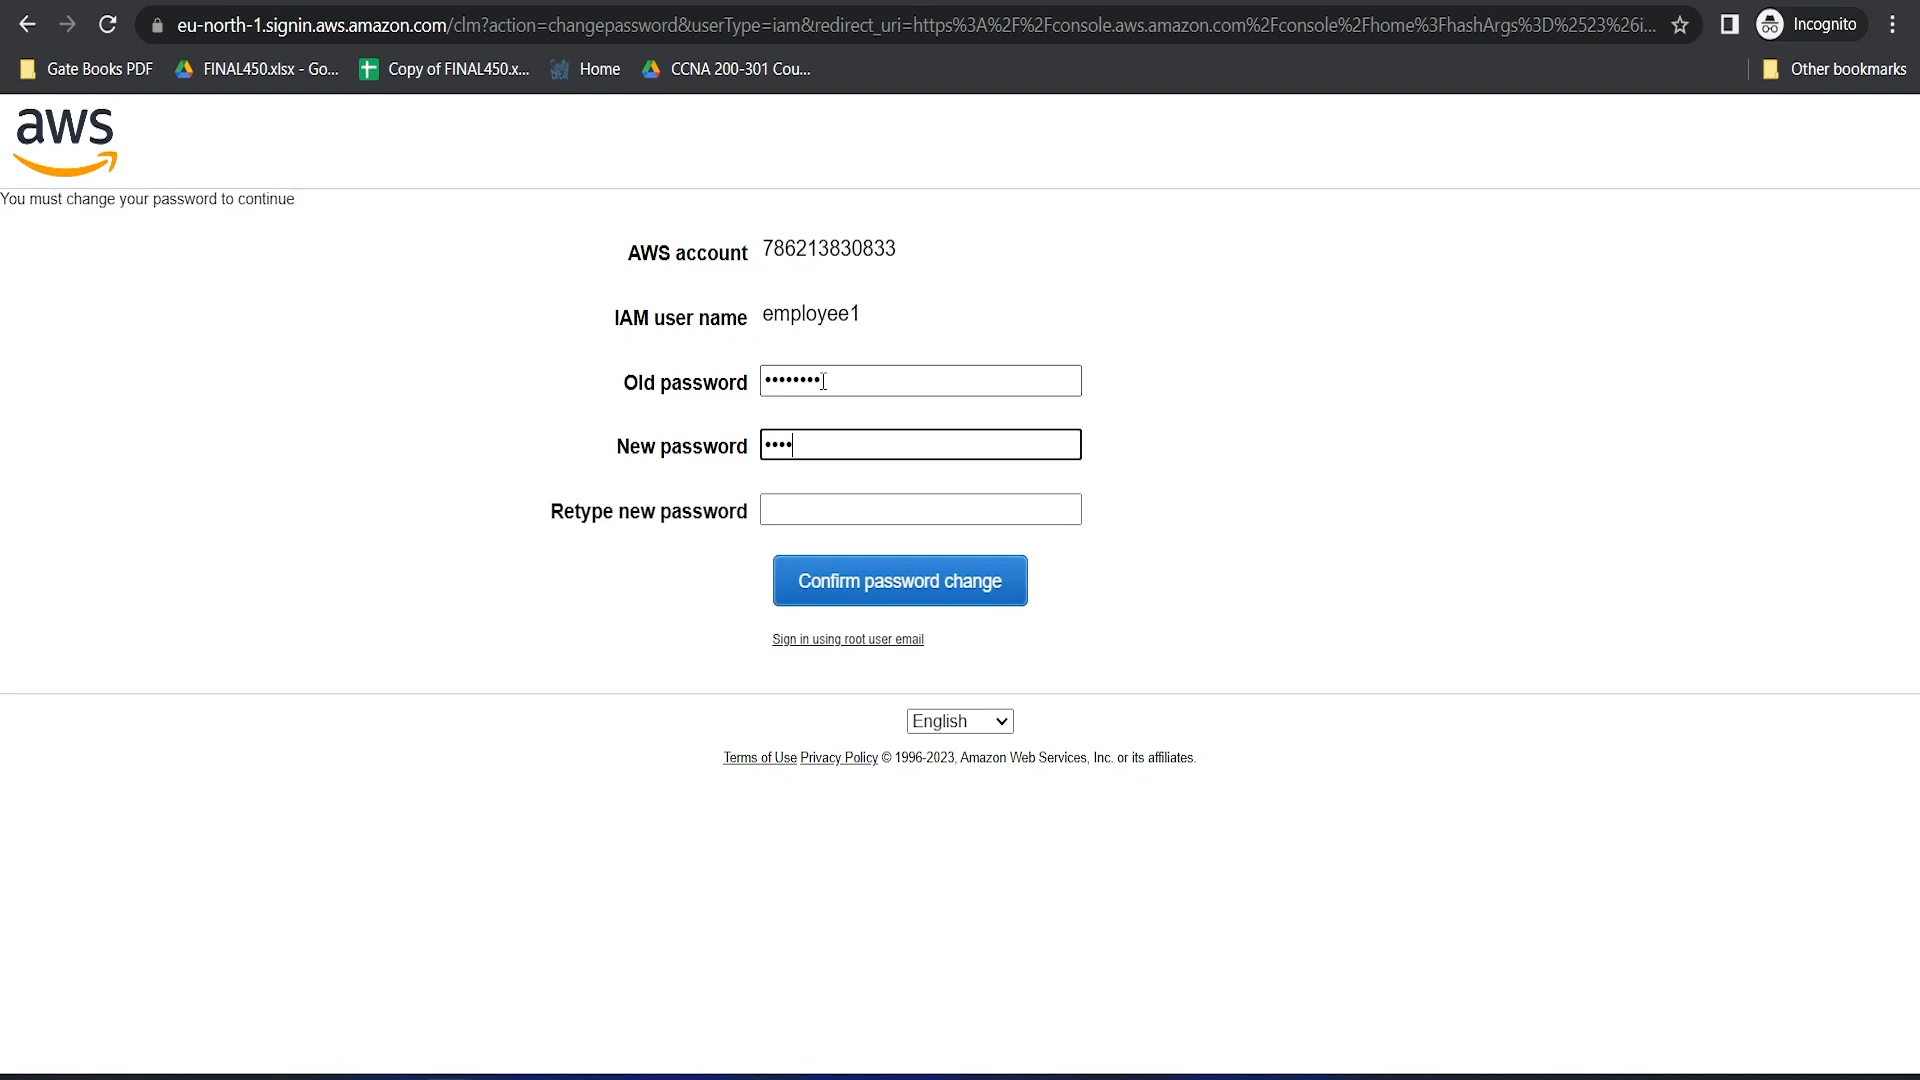 eu-north-1.signin.aws.amazon.com/clm?action=changepassword&userType=iam&redirect_uri=https%3A%2F%2Fconsole.aws.amazon.com%2Fconsole%2Fhome%3FhashArgs%3D%2523%26i... Incognito
Gate Books PDF FINAL450.xlsx - Go... Copy of FINAL450.x... Home CCNA 200-301 Cou... Other bookmarks
aws
You must change your password to continue
AWS account 786213830833
IAM user name employee1
Old password ••••••••
New password ••••
Retype new password
Confirm password change
Sign in using root user email
English
Terms of Use Privacy Policy © 1996-2023, Amazon Web Services, Inc. or its affiliates.